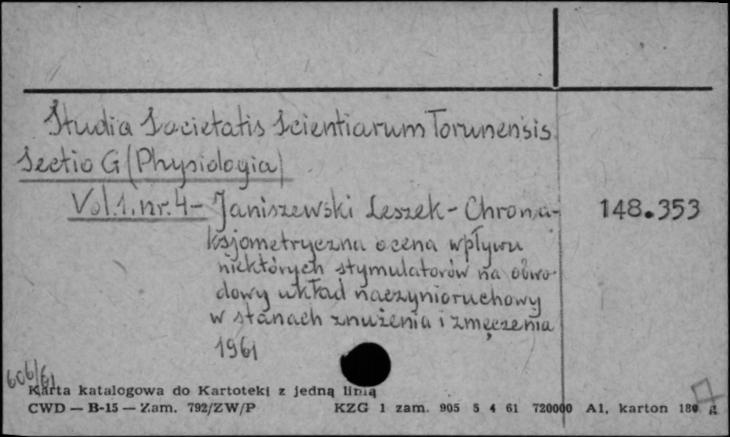 Studia Societatis Scientiarum Torunensis.
Sectio G (Physiologia)
Vol. 1. nr. 4 - Janiszewski Leszek - Chrona- 148.353
ksjometryczna ocena wpływu
niektórych stymulatorów na obwo-
dowy układ naczynioruchowy
w stanach znużenia i zmęczenia
1961
606/61
Karta katalogowa do Kartoteki z jedną linią
CWD — B-15 — Zam. 792/ZW/P KZG 1 zam. 905 5 4 61 720000 A1, karton 180 g